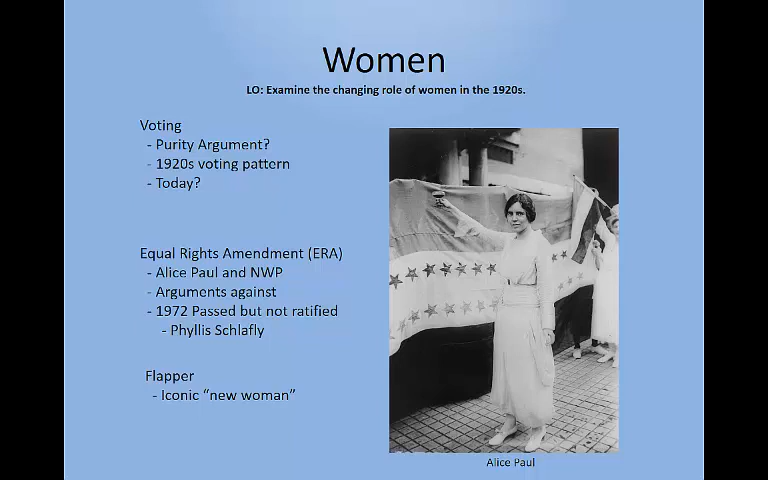 Women
LO: Examine the changing role of women in the 1920s.
Voting
- Purity Argument?
- 1920s voting pattern
- Today?
Equal Rights Amendment (ERA)
- Alice Paul and NWP
- Arguments against
- 1972 Passed but not ratified
- Phyllis Schlafly
Flapper
- Iconic “new woman”
Alice Paul